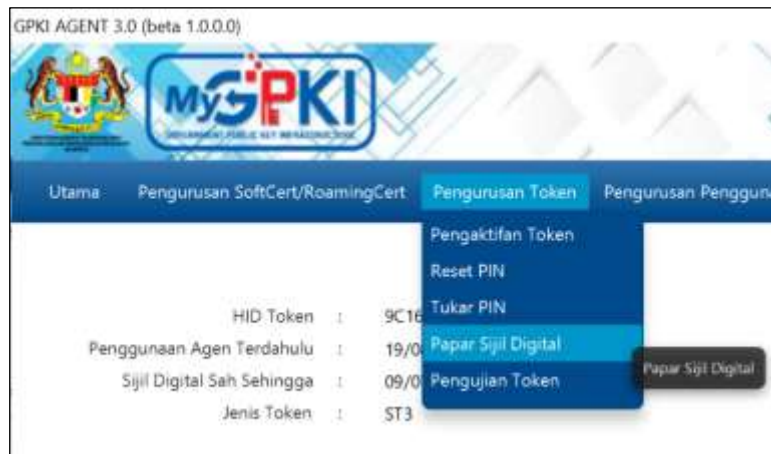 GPKI AGENT 3.0 (beta 1.0.0.0)
MyGPKI
Utama Pengurusan SoftCert/RoamingCert Pengurusan Token Pengurusan Penggun
Pengaktifan Token
Reset PIN
HID Token : 9C16 Tukar PIN
Penggunaan Agen Terdahulu : 19/0 Papar Sijil Digital
Papar Sijil Digital
Sijil Digital Sah Sehingga : 09/0 Pengujian Token
Jenis Token : ST3